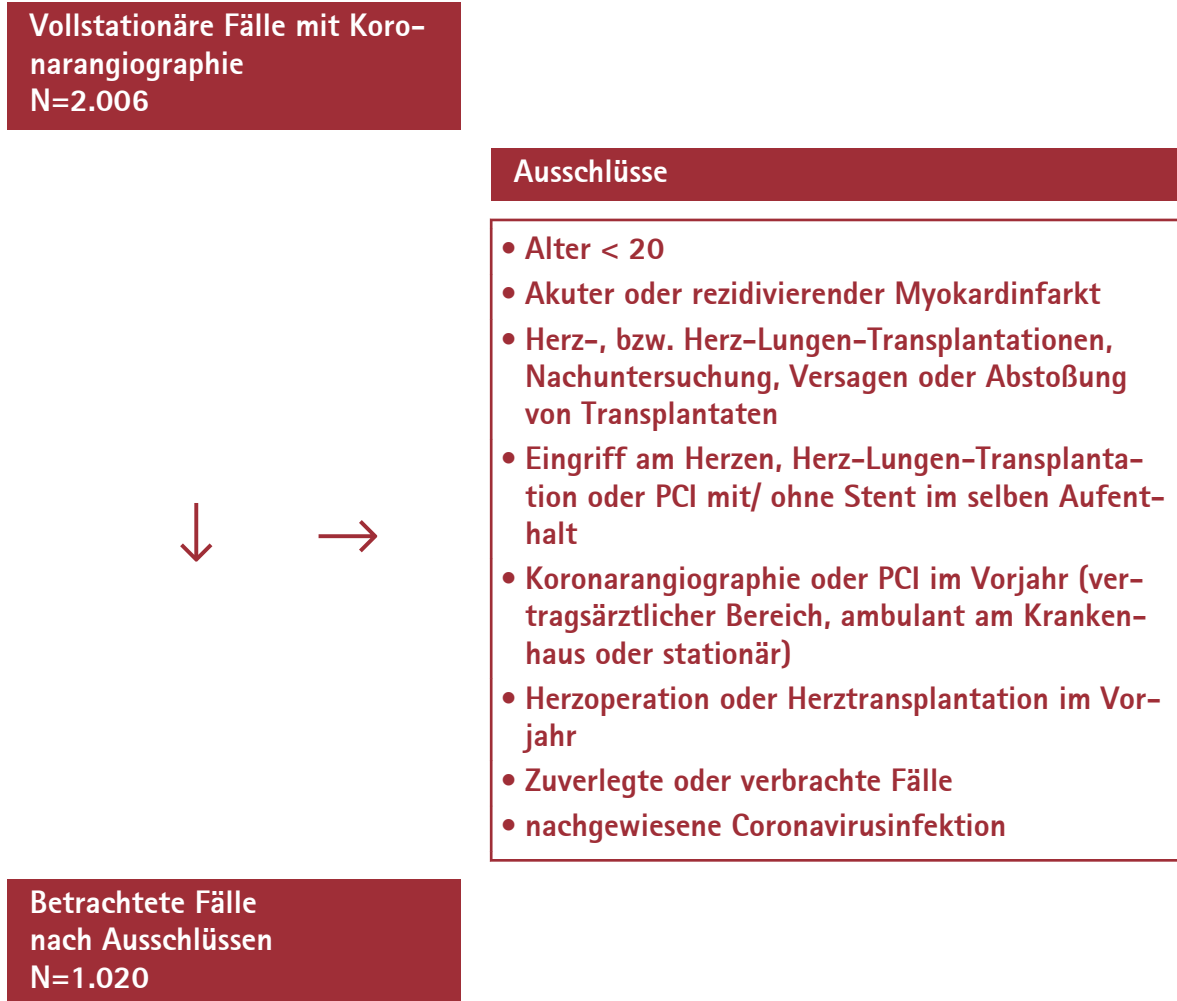 Vollstationäre Fälle mit Koro-
narangiographie
N=2.006
Ausschlüsse
• Alter < 20
• Akuter oder rezidivierender Myokardinfarkt
• Herz-, bzw. Herz-Lungen-Transplantationen,
Nachuntersuchung, Versagen oder Abstoßung
von Transplantaten
• Eingriff am Herzen, Herz-Lungen-Transplanta-
tion oder PCI mit/ ohne Stent im selben Aufent-
halt
• Koronarangiographie oder PCI im Vorjahr (ver-
tragsärztlicher Bereich, ambulant am Kranken-
haus oder stationär)
• Herzoperation oder Herztransplantation im Vor-
jahr
• Zuverlegte oder verbrachte Fälle
• nachgewiesene Coronavirusinfektion
Betrachtete Fälle
nach Ausschlüssen
N=1.020